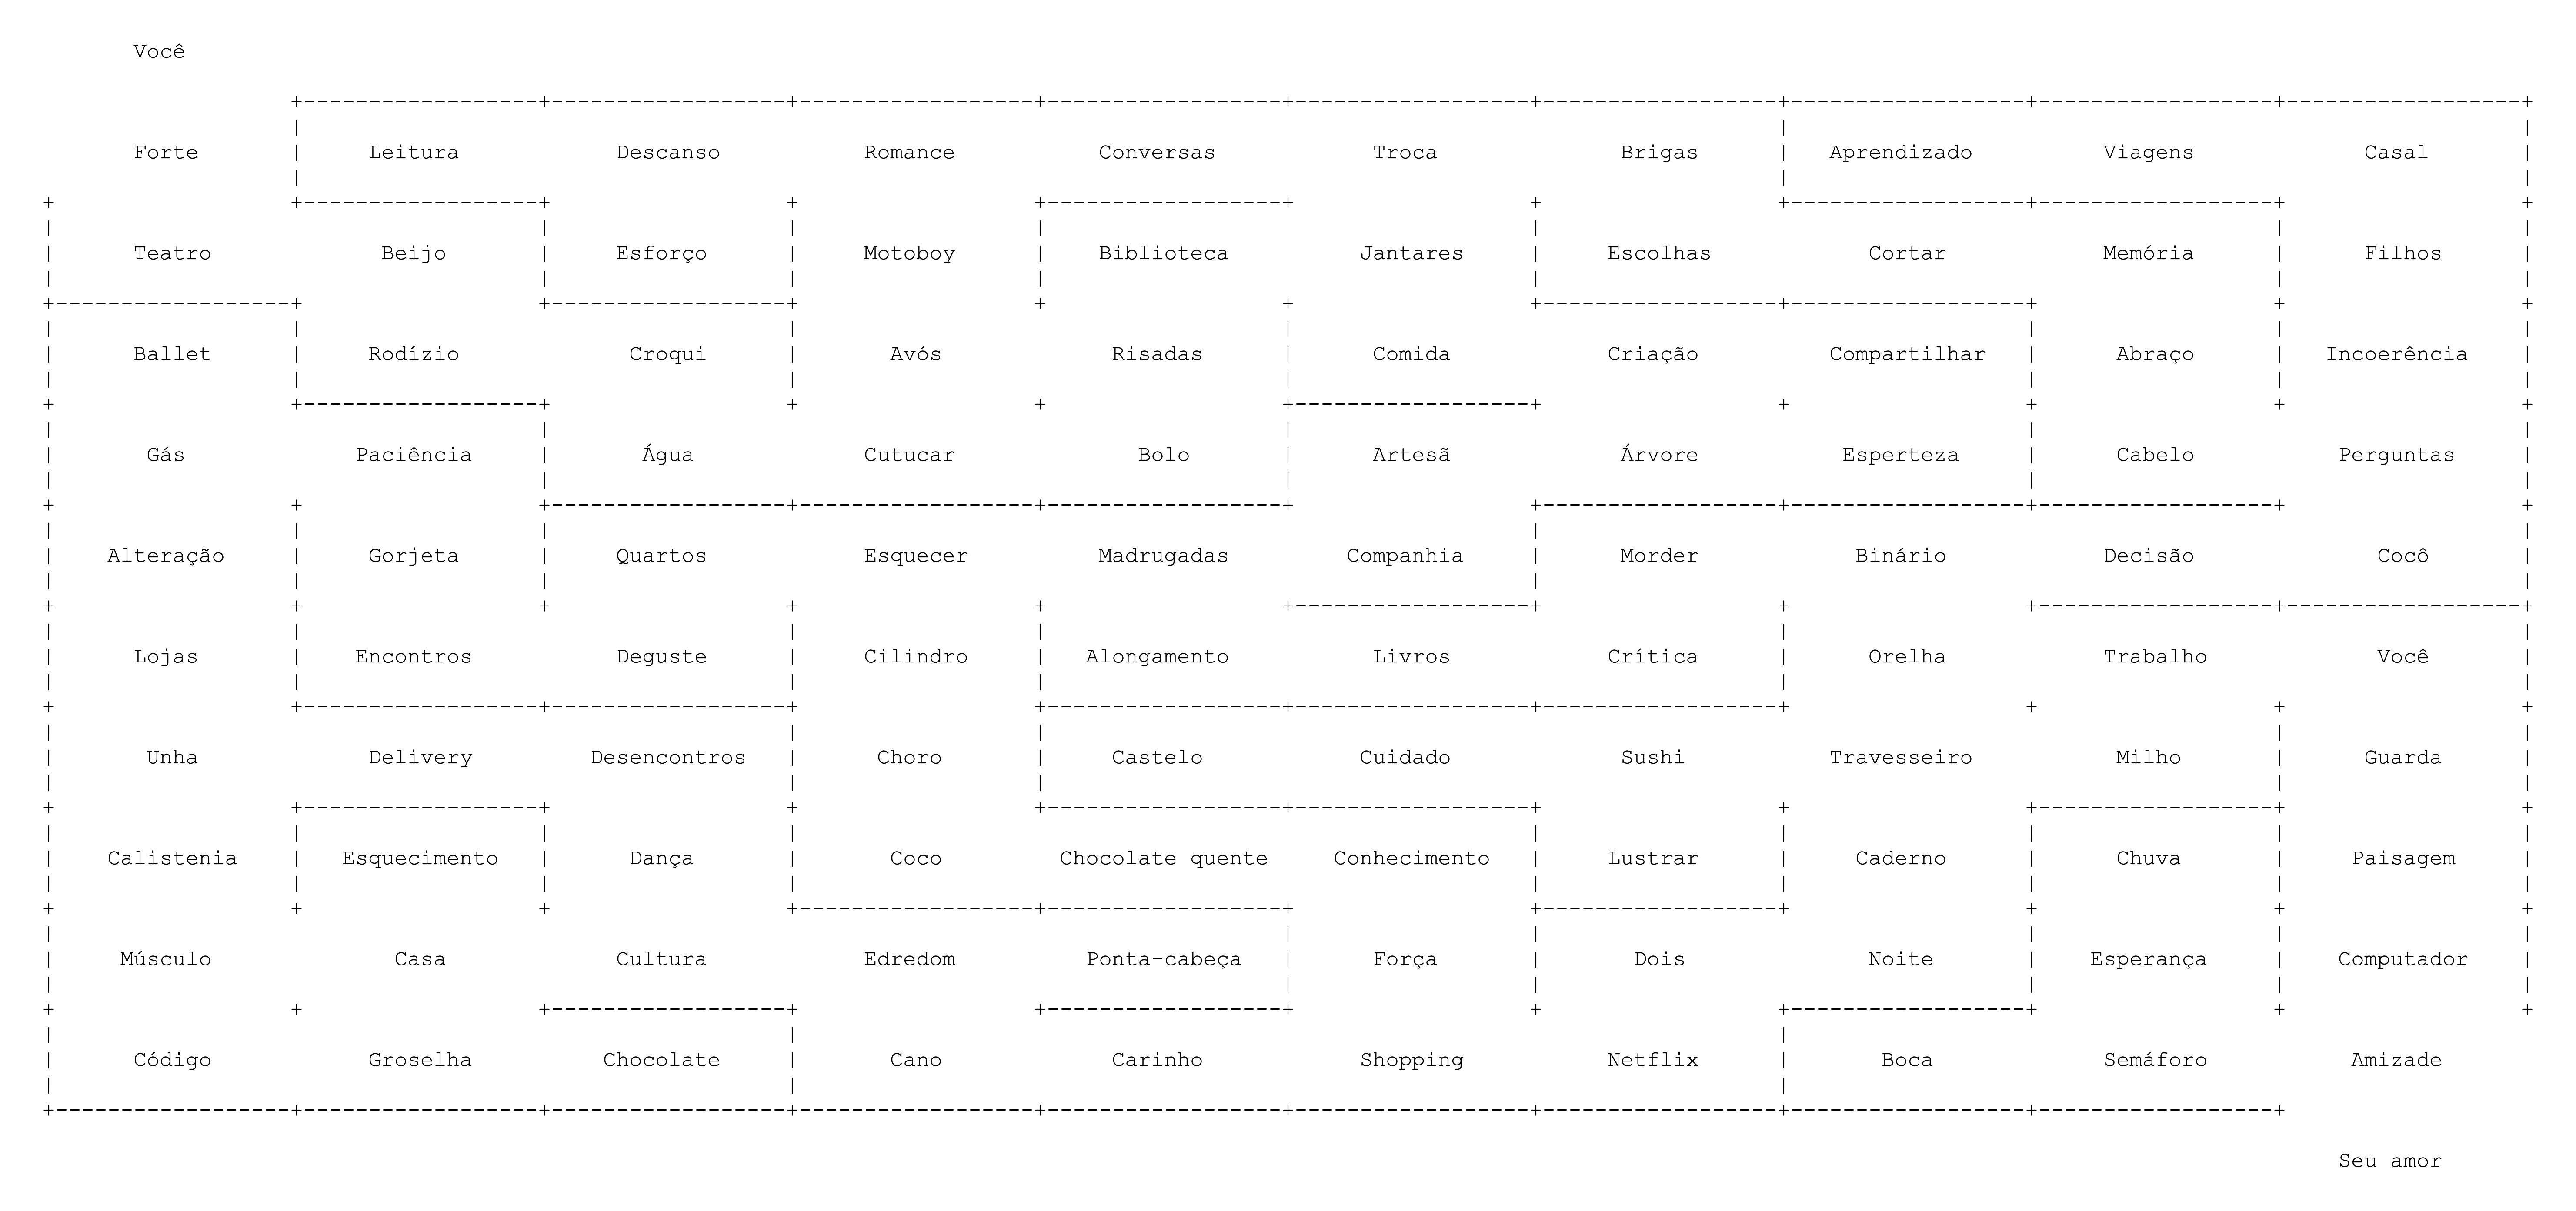 Você
Forte Leitura Descanso Romance Conversas Troca Brigas Aprendizado Viagens Casal
Teatro Beijo Esforço Motoboy Biblioteca Jantares Escolhas Cortar Memória Filhos
Ballet Rodízio Croqui Avós Risadas Comida Criação Compartilhar Abraço Incoerência
Gás Paciência Água Cutucar Bolo Artesã Árvore Esperteza Cabelo Perguntas
Alteração Gorjeta Quartos Esquecer Madrugadas Companhia Morder Binário Decisão Cocô
Lojas Encontros Deguste Cilindro Alongamento Livros Crítica Orelha Trabalho Você
Unha Delivery Desencontros Choro Castelo Cuidado Sushi Travesseiro Milho Guarda
Calistenia Esquecimento Dança Coco Chocolate quente Conhecimento Lustrar Caderno Chuva Paisagem
Músculo Casa Cultura Edredom Ponta-cabeça Força Dois Noite Esperança Computador
Código Groselha Chocolate Cano Carinho Shopping Netflix Boca Semáforo Amizade
Seu amor